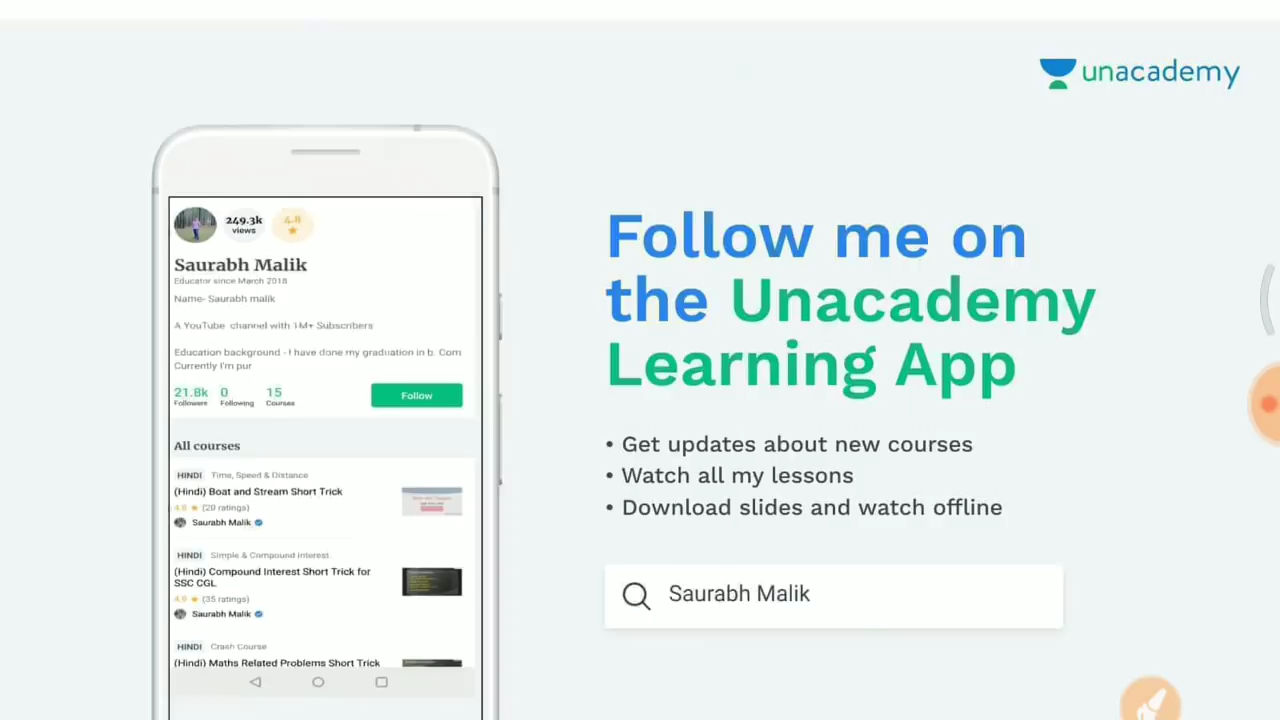 unacademy
249.3k
views
4.8
Saurabh Malik
Educator since March 2018
Name- Saurabh malik
A YouTube channel with 1M+ Subscribers
Education background - I have done my graduation in b. Com
Currently I'm pur
21.8k 0 15
Followers Following Courses
Follow
All courses
HINDI Time, Speed & Distance
(Hindi) Boat and Stream Short Trick
(20 ratings)
Saurabh Malik
HINDI Simple & Compound Interest
(Hindi) Compound Interest Short Trick for
SSC CGL
(35 ratings)
Saurabh Malik
HINDI Crash Course
(Hindi) Maths Related Problems Short Trick
Follow me on
the Unacademy
Learning App
• Get updates about new courses
• Watch all my lessons
• Download slides and watch offline
Saurabh Malik